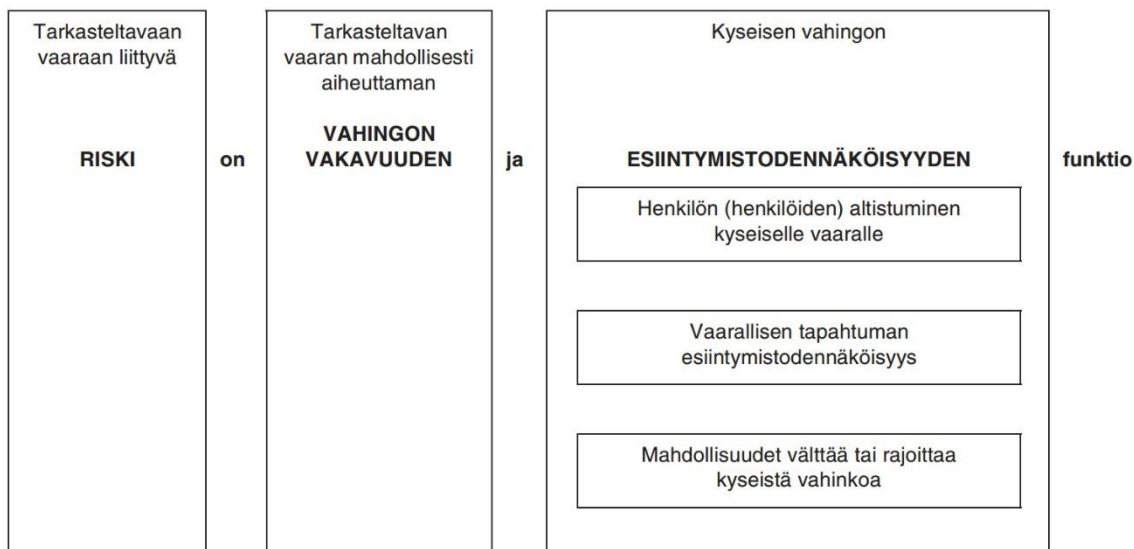 Tarkasteltavaan
vaaraan liittyvä
RISKI
on
Tarkasteltavan
vaaran mahdollisesti
aiheuttaman
VAHINGON
VAKAVUUDEN
ja
Kyseisen vahingon
ESIINTYMISTODENNÄKÖISYYDEN
Henkilön (henkilöiden) altistuminen
kyseiselle vaaralle
Vaarallisen tapahtuman
esiintymistodennäköisyys
Mahdollisuudet välttää tai rajoittaa
kyseistä vahinkoa
funktio